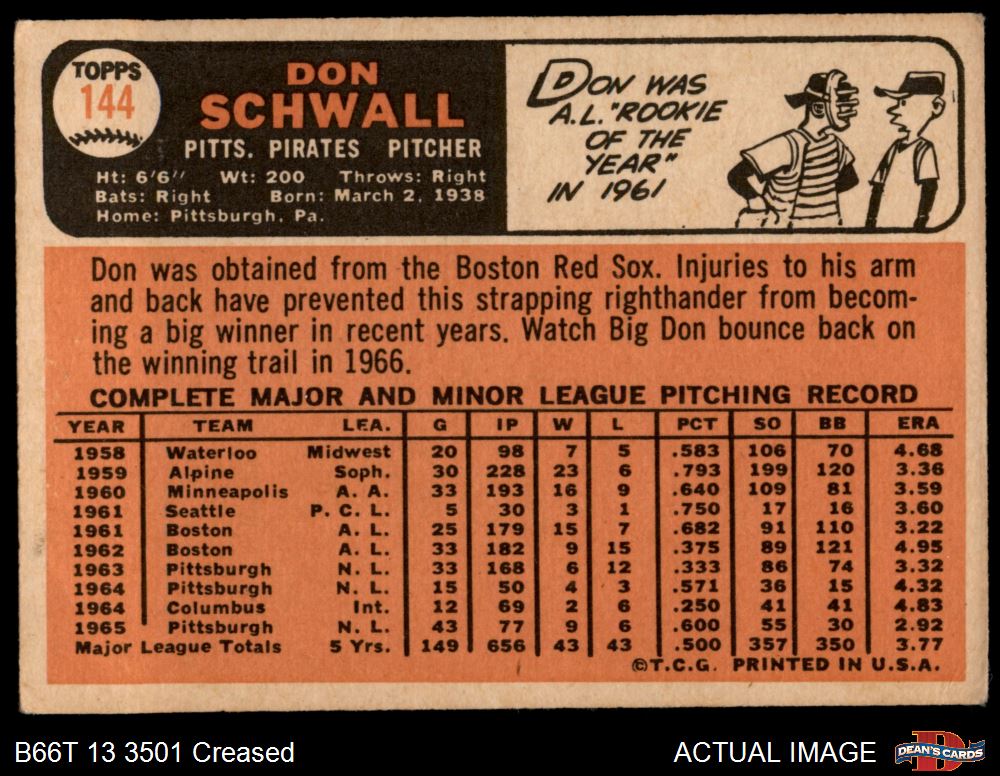 TOPPS
144
DON
SCHWALL
PITTS. PIRATES PITCHER
Ht: 6'6" Wt: 200 Throws: Right
Bats: Right Born: March 2, 1938
Home: Pittsburgh, Pa.
DON WAS
A.L. "ROOKIE
OF THE
YEAR"
IN 1961
Don was obtained from the Boston Red Sox. Injuries to his arm
and back have prevented this strapping righthander from becom-
ing a big winner in recent years. Watch Big Don bounce back on
the winning trail in 1966.
COMPLETE MAJOR AND MINOR LEAGUE PITCHING RECORD
YEAR TEAM LEA. G IP W L PCT SO BB ERA
1958 Waterloo Midwest 20 98 7 5 .583 106 70 4.68
1959 Alpine Soph. 30 228 23 6 .793 199 120 3.36
1960 Minneapolis A. A. 33 193 16 9 .640 109 81 3.59
1961 Seattle P. C. L. 5 30 3 1 .750 17 16 3.60
1961 Boston A. L. 25 179 15 7 .682 91 110 3.22
1962 Boston A. L. 33 182 9 15 .375 89 121 4.95
1963 Pittsburgh N. L. 33 168 6 12 .333 86 74 3.32
1964 Pittsburgh N. L. 15 50 4 3 .571 36 15 4.32
1964 Columbus Int. 12 69 2 6 .250 41 41 4.83
1965 Pittsburgh N. L. 43 77 9 6 .600 55 30 2.92
Major League Totals 5 Yrs. 149 656 43 43 .500 357 350 3.77
©T.C.G. PRINTED IN U.S.A.
B66T 13 3501 Creased
ACTUAL IMAGE
DEAN'S CARDS